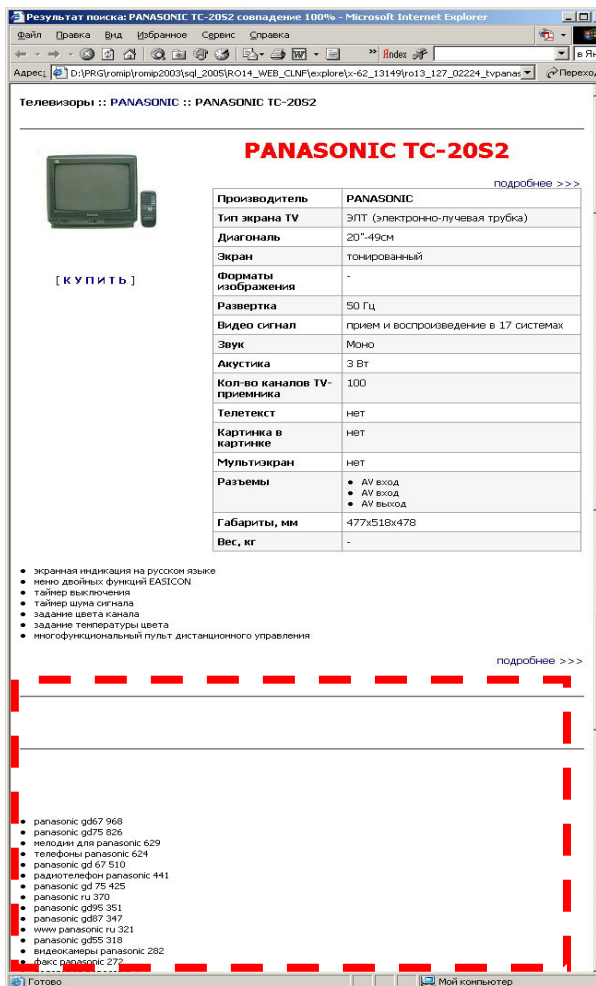 Результат поиска: PANASONIC TC-20S2 совпадение 100% - Microsoft Internet Explorer
Файл Правка Вид Избранное Сервис Справка
» Яndex
в Ян
Адрес: D:\PRG\romip\romip2003\sql_2005\RO14_WEB_CLNF\explore\x-62_13149\ro13_127_02224_tvpanas Переход
Телевизоры :: PANASONIC :: PANASONIC TC-20S2
PANASONIC TC-20S2
подробнее >>>
[ К У П И Т Ь ]
Производитель PANASONIC
Тип экрана TV ЭЛТ (электронно-лучевая трубка)
Диагональ 20"-49см
Экран тонированный
Форматы изображения -
Развертка 50 Гц
Видео сигнал прием и воспроизведение в 17 системах
Звук Моно
Акустика 3 Вт
Кол-во каналов TV-приемника 100
Телетекст нет
Картинка в картинке нет
Мультиэкран нет
Разъемы • AV вход
• AV вход
• AV выход
Габариты, мм 477x518x478
Вес, кг -
• экранная индикация на русском языке
• меню двойных функций EASICON
• таймер выключения
• таймер шума сигнала
• задание цвета канала
• задание температуры цвета
• многофункциональный пульт дистанционного управления
подробнее >>>
• panasonic gd67 968
• panasonic gd75 826
• мелодии для panasonic 629
• телефоны panasonic 624
• panasonic gd 67 510
• радиотелефон panasonic 441
• panasonic gd 75 425
• panasonic ru 370
• panasonic gd95 351
• panasonic gd87 347
• www panasonic ru 321
• panasonic gd55 318
• видеокамеры panasonic 282
• факс panasonic 272
Готово
Мой компьютер